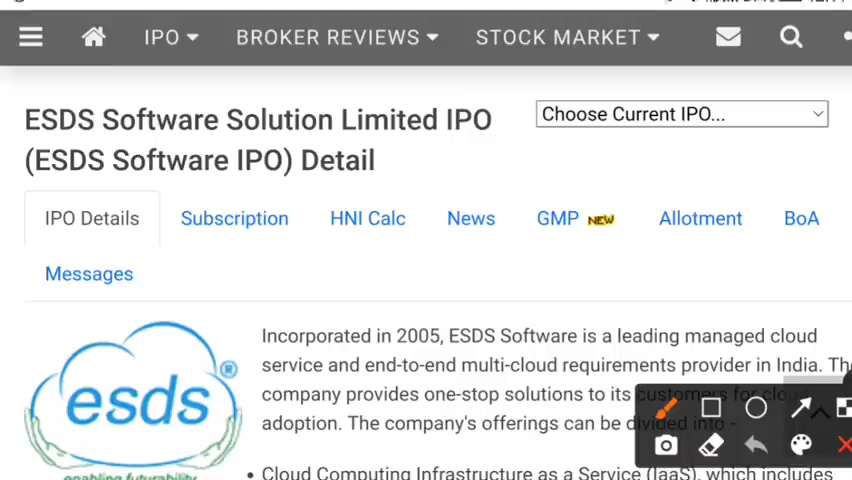 IPO BROKER REVIEWS STOCK MARKET
ESDS Software Solution Limited IPO
(ESDS Software IPO) Detail
Choose Current IPO...
IPO Details Subscription HNI Calc News GMP NEW Allotment BoA
Messages
esds®
enabling futurability
Incorporated in 2005, ESDS Software is a leading managed cloud
service and end-to-end multi-cloud requirements provider in India. The
company provides one-stop solutions to its customers for cloud
adoption. The company's offerings can be divided into -
• Cloud Computing Infrastructure as a Service (IaaS), which includes